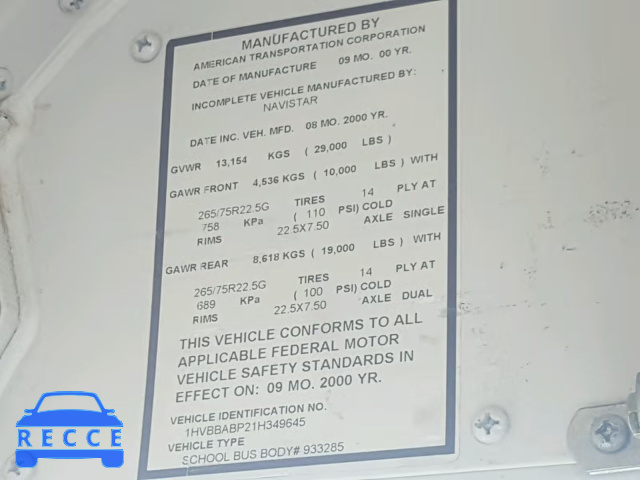 MANUFACTURED BY
AMERICAN TRANSPORTATION CORPORATION
DATE OF MANUFACTURE 09 MO. 00 YR.
INCOMPLETE VEHICLE MANUFACTURED BY:
NAVISTAR
DATE INC. VEH. MFD. 08 MO. 2000 YR.
GVWR 13,154 KGS ( 29,000 LBS )
GAWR FRONT 4,536 KGS ( 10,000 LBS ) WITH
265/75R22.5G TIRES 14 PLY AT
758 KPa ( 110 PSI) COLD
RIMS 22.5X7.50 AXLE SINGLE
GAWR REAR 8,618 KGS ( 19,000 LBS ) WITH
265/75R22.5G TIRES 14 PLY AT
689 KPa ( 100 PSI) COLD
RIMS 22.5X7.50 AXLE DUAL
THIS VEHICLE CONFORMS TO ALL
APPLICABLE FEDERAL MOTOR
VEHICLE SAFETY STANDARDS IN
EFFECT ON: 09 MO. 2000 YR.
VEHICLE IDENTIFICATION NO.
1HVBBABP21H349645
VEHICLE TYPE
SCHOOL BUS BODY# 933285
RECCE